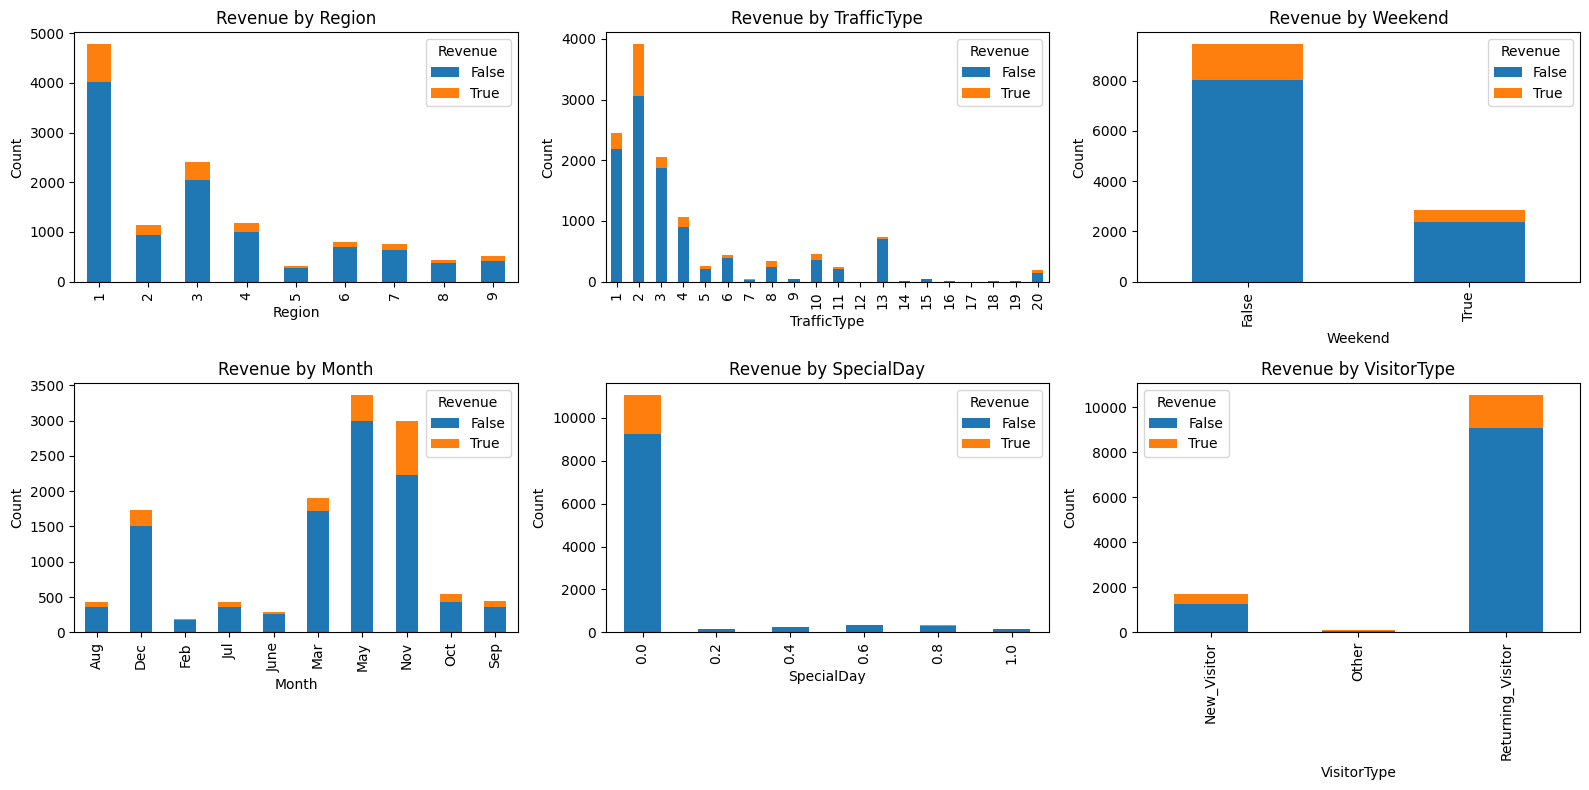 Revenue by Region
5000
4000
3000
2000
1000
0
Count
Revenue
False
True
1 2 3 4 5 6 7 8 9
Region
Revenue by TrafficType
4000
3000
2000
1000
0
Count
Revenue
False
True
1 2 3 4 5 6 7 8 9 10 11 12 13 14 15 16 17 18 19 20
TrafficType
Revenue by Weekend
8000
6000
4000
2000
0
Count
Revenue
False
True
False True
Weekend
Revenue by Month
3500
3000
2500
2000
1500
1000
500
0
Count
Revenue
False
True
Aug Dec Feb Jul June Mar May Nov Oct Sep
Month
Revenue by SpecialDay
10000
8000
6000
4000
2000
0
Count
Revenue
False
True
0.0 0.2 0.4 0.6 0.8 1.0
SpecialDay
Revenue by VisitorType
10000
8000
6000
4000
2000
0
Count
Revenue
False
True
New_Visitor Other Returning_Visitor
VisitorType